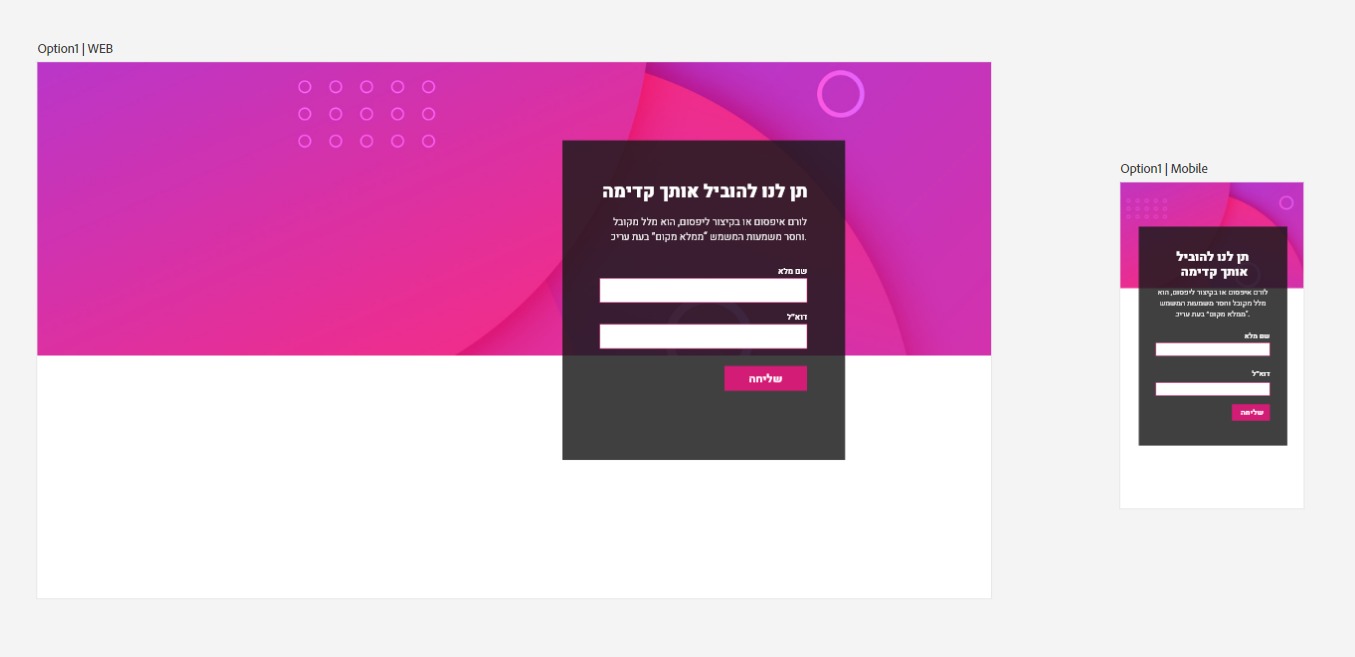 Option1 | WEB
תן לנו להוביל אותך קדימה
לורם איפסום או בקיצור ליפסום, הוא מלל מקובל
וחסר משמעות המשמש "ממלא מקום" בעת עריכ.
שם מלא
דוא"ל
שליחה
Option1 | Mobile
תן לנו להוביל
אותך קדימה
לורם איפסום או בקיצור ליפסום, הוא
מלל מקובל וחסר משמעות המשמש
"ממלא מקום" בעת עריכ.
שם מלא
דוא"ל
שליחה